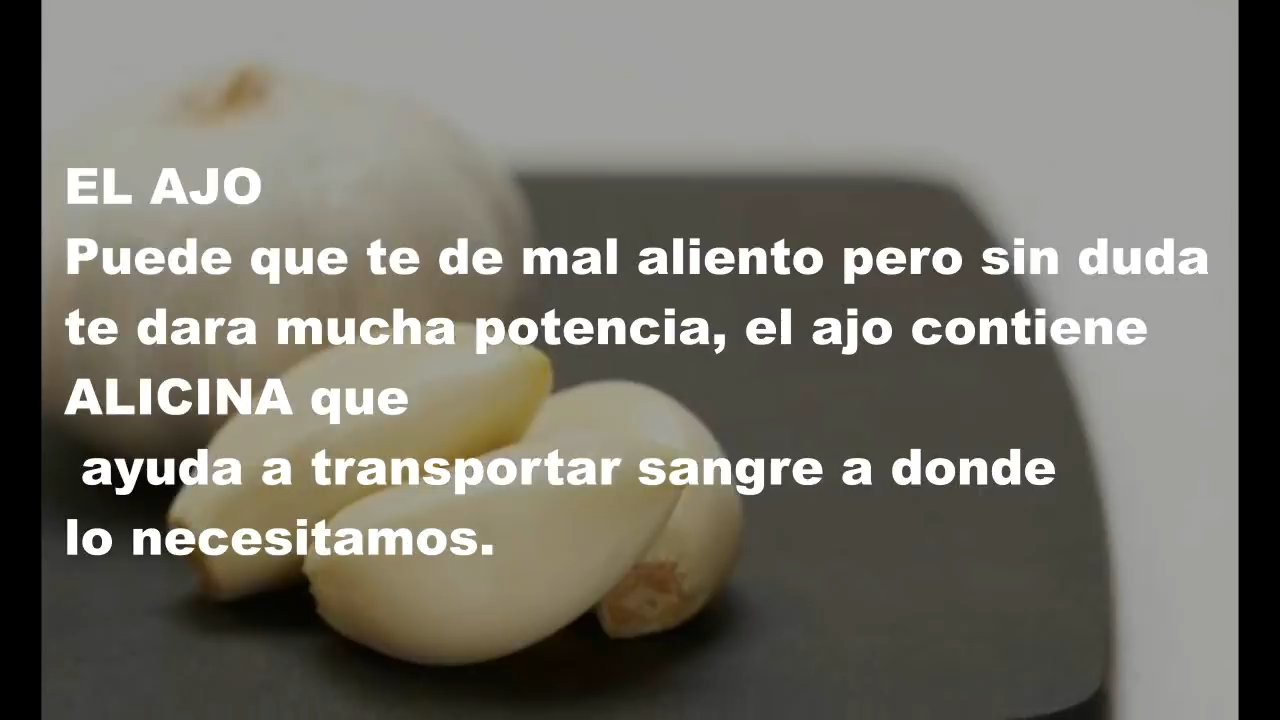 EL AJO
Puede que te de mal aliento pero sin duda
te dara mucha potencia, el ajo contiene
ALICINA que
ayuda a transportar sangre a donde
lo necesitamos.